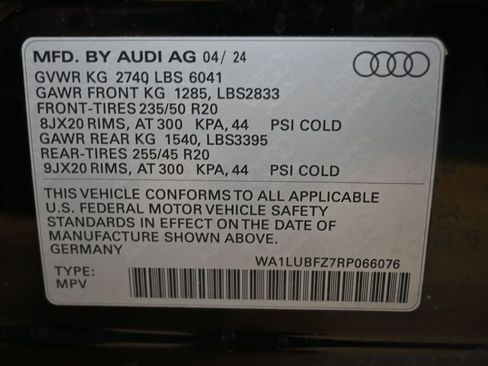 MFD. BY AUDI AG 04/ 24
GVWR KG 2740 LBS 6041
GAWR FRONT KG 1285, LBS2833
FRONT-TIRES 235/50 R20
8JX20 RIMS, AT 300 KPA, 44 PSI COLD
GAWR REAR KG 1540, LBS3395
REAR-TIRES 255/45 R20
9JX20 RIMS, AT 300 KPA, 44 PSI COLD
THIS VEHICLE CONFORMS TO ALL APPLICABLE
U.S. FEDERAL MOTOR VEHICLE SAFETY
STANDARDS IN EFFECT ON THE DATE OF
MANUFACTURE SHOWN ABOVE.
GERMANY
WA1LUBFZ7RP066076
TYPE:
MPV